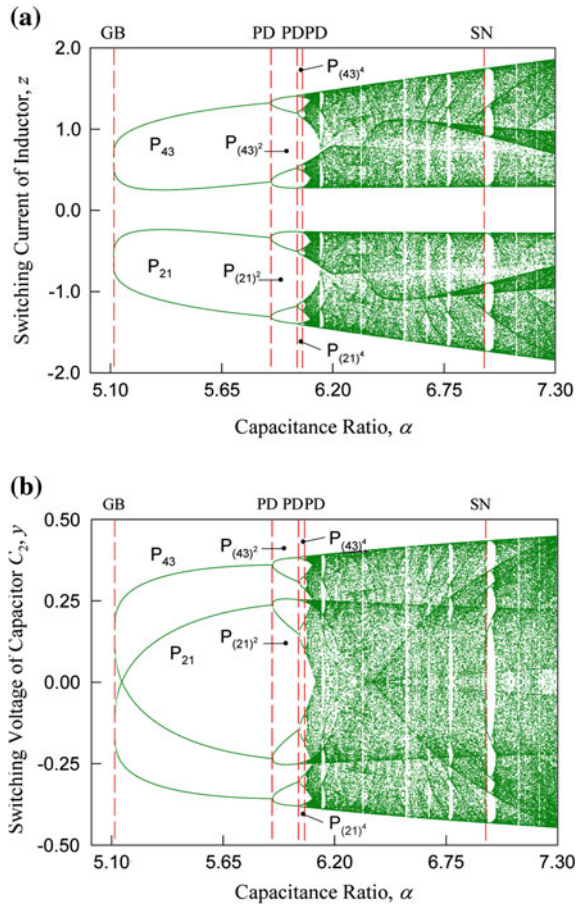 (a)
GB PD PD PD SN
P(43)4
2.0
1.0
0.0
-1.0
-2.0
Switching Current of Inductor, z
P43
P(43)2
P21
P(21)2
P(21)4
5.10 5.65 6.20 6.75 7.30
Capacitance Ratio, α
(b)
GB PD PD PD SN
0.50
0.25
0.00
-0.25
-0.50
Switching Voltage of Capacitor C2, y
P43
P(43)2
P(43)4
P21
P(21)2
P(21)4
5.10 5.65 6.20 6.75 7.30
Capacitance Ratio, α